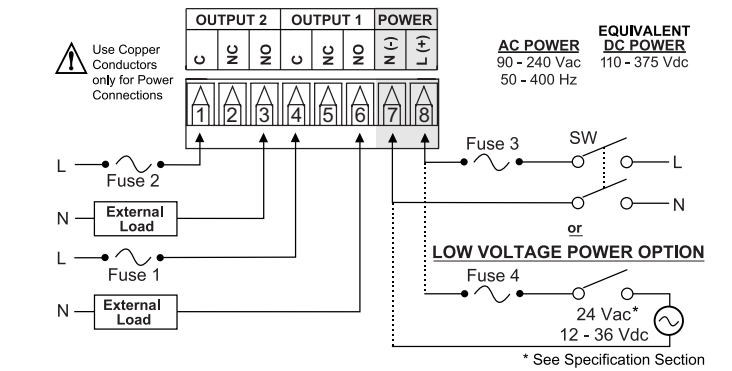 OUTPUT 2 OUTPUT 1 POWER
C NC NO C NC NO N (-) L (+)
1 2 3 4 5 6 7 8
Use Copper
Conductors
only for Power
Connections
AC POWER
90 - 240 Vac
50 - 400 Hz
EQUIVALENT
DC POWER
110 - 375 Vdc
L Fuse 2
N External
Load
L Fuse 1
N External
Load
Fuse 3 SW
L
N
or
LOW VOLTAGE POWER OPTION
Fuse 4
24 Vac*
12 - 36 Vdc
* See Specification Section